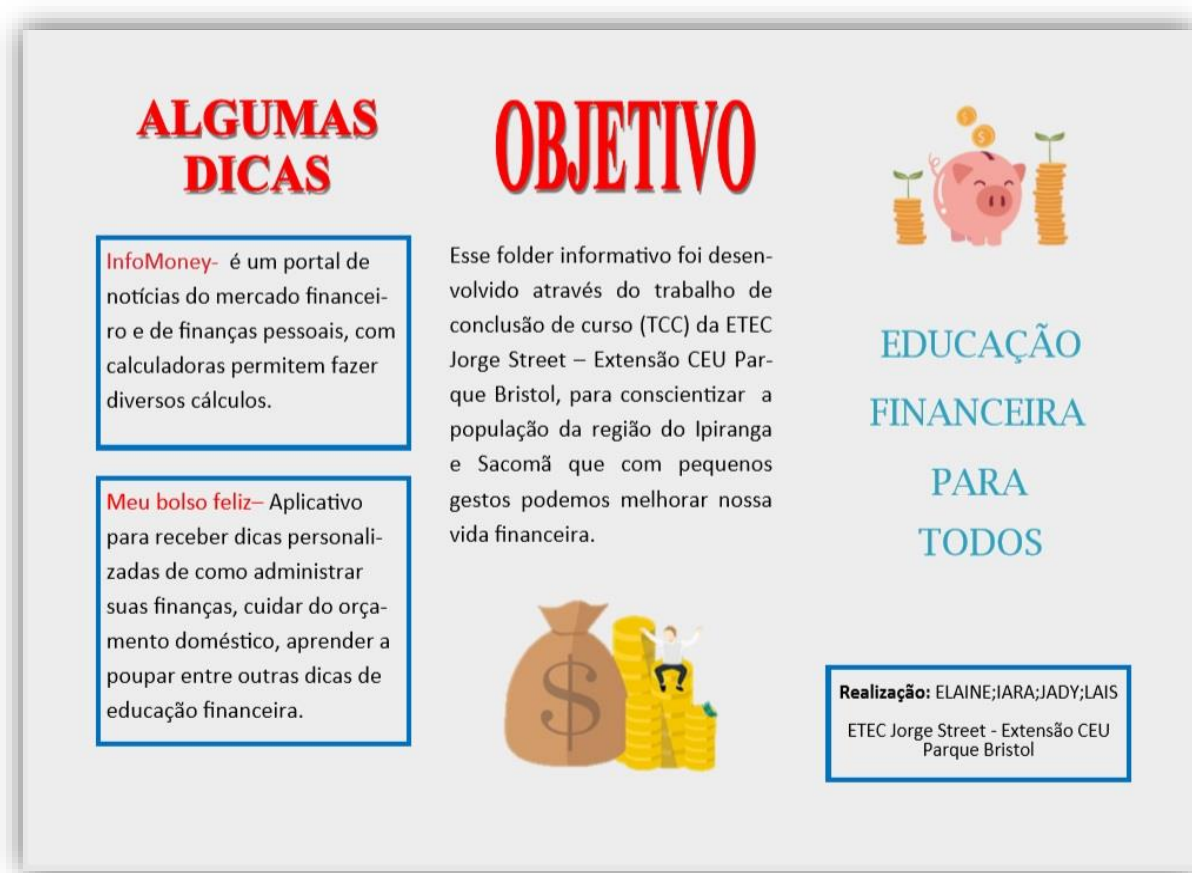 ALGUMAS
DICAS
InfoMoney- é um portal de
notícias do mercado financei-
ro e de finanças pessoais, com
calculadoras permitem fazer
diversos cálculos.
Meu bolso feliz– Aplicativo
para receber dicas personali-
zadas de como administrar
suas finanças, cuidar do orça-
mento doméstico, aprender a
poupar entre outras dicas de
educação financeira.
OBJETIVO
Esse folder informativo foi desen-
volvido através do trabalho de
conclusão de curso (TCC) da ETEC
Jorge Street – Extensão CEU Par-
que Bristol, para conscientizar a
população da região do Ipiranga
e Sacomã que com pequenos
gestos podemos melhorar nossa
vida financeira.
$
EDUCAÇÃO
FINANCEIRA
PARA
TODOS
Realização: ELAINE;IARA;JADY;LAIS
ETEC Jorge Street - Extensão CEU
Parque Bristol